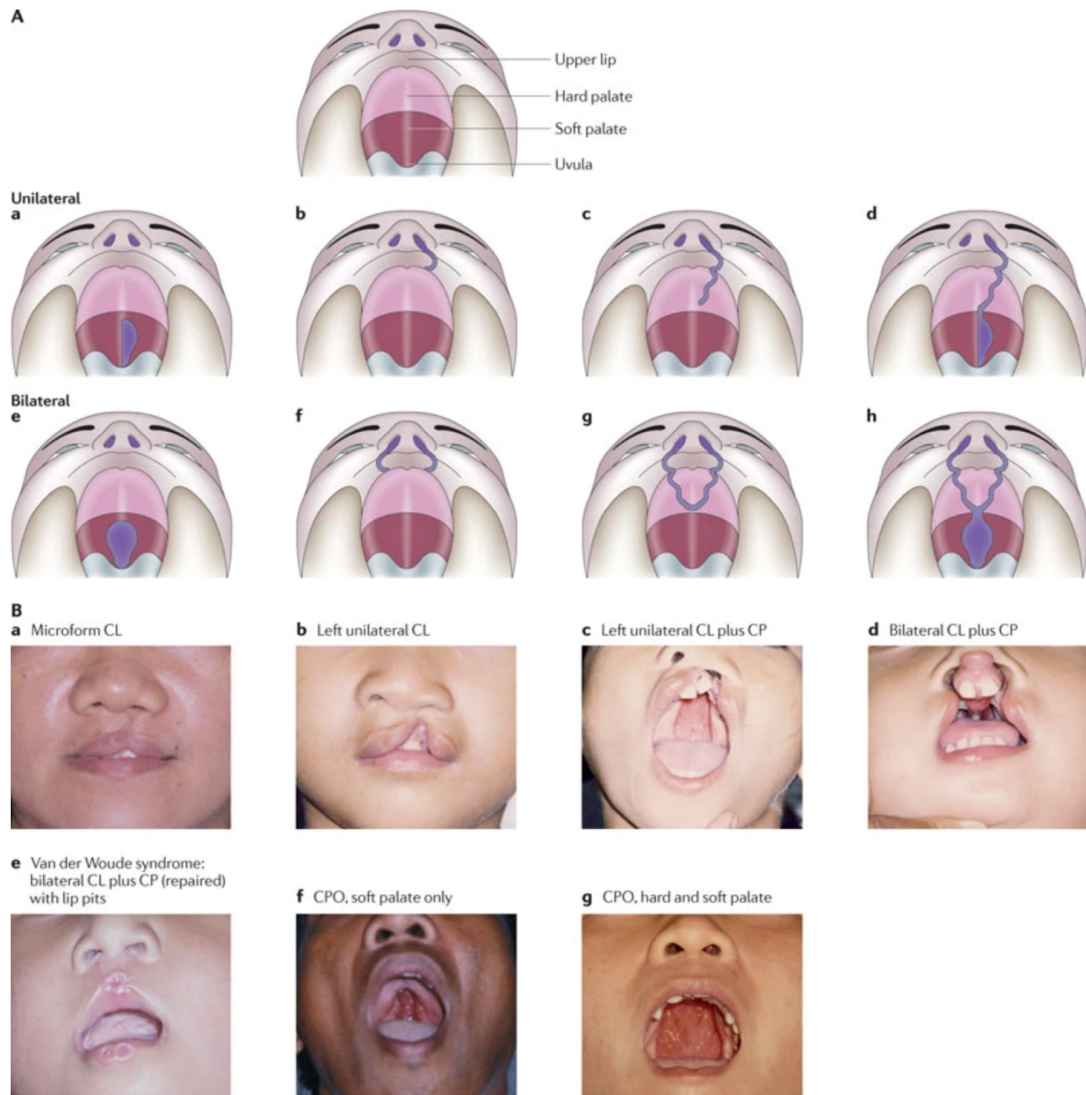 A
Upper lip
Hard palate
Soft palate
Uvula
Unilateral
a
b
c
d
Bilateral
e
f
g
h
B
a Microform CL
b Left unilateral CL
c Left unilateral CL plus CP
d Bilateral CL plus CP
e Van der Woude syndrome:
bilateral CL plus CP (repaired)
with lip pits
f CPO, soft palate only
g CPO, hard and soft palate